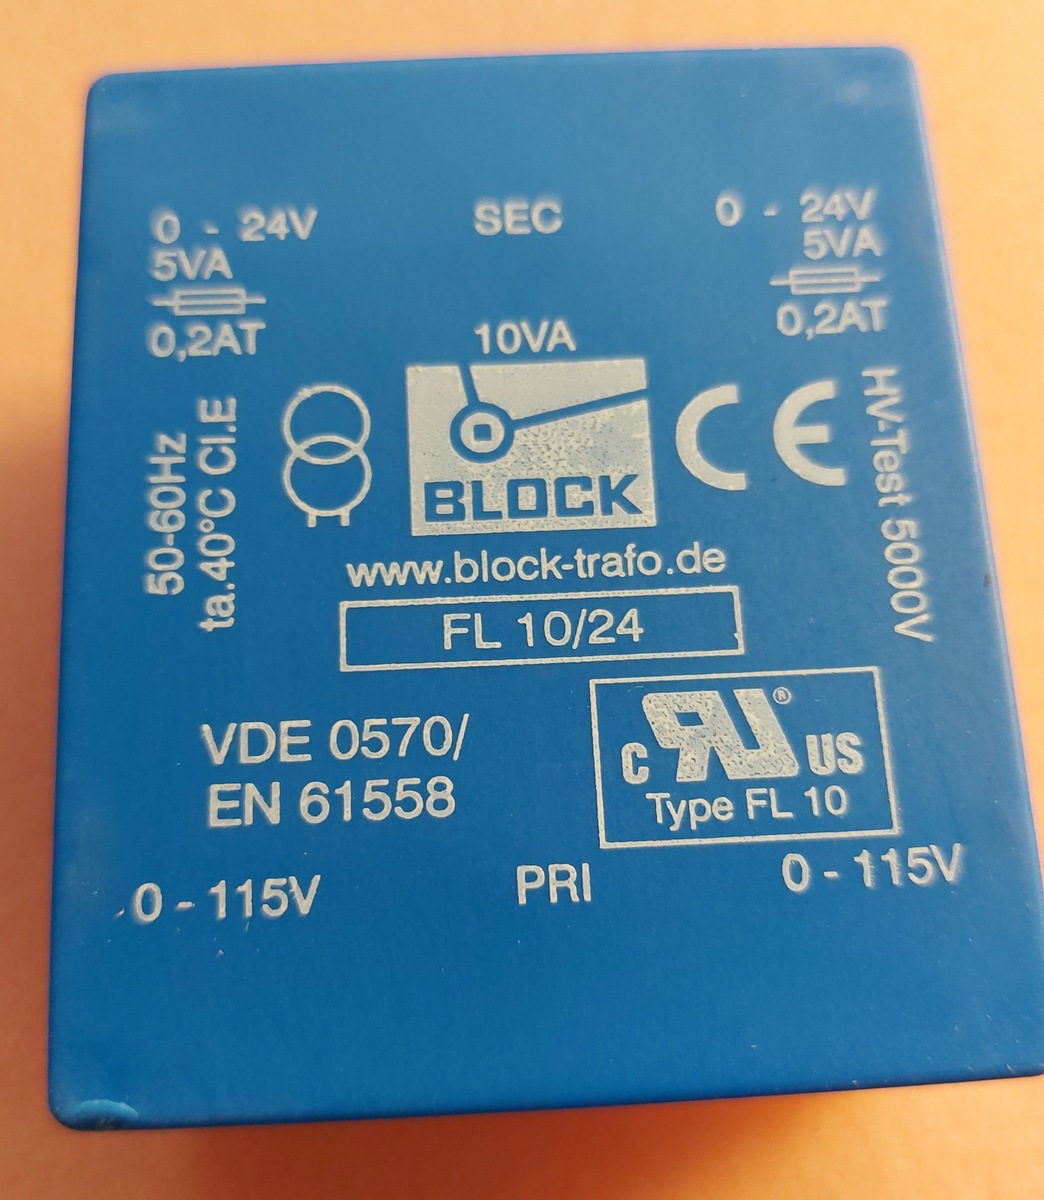 0 - 24V
SEC
0 - 24V
5VA
5VA
0,2AT
0,2AT
10VA
50-60Hz
ta.40°C Cl.E
BLOCK
CE
HV-Test 5000V
www.block-trafo.de
FL 10/24
VDE 0570/
EN 61558
C RU® US
Type FL 10
0 - 115V
PRI
0 - 115V